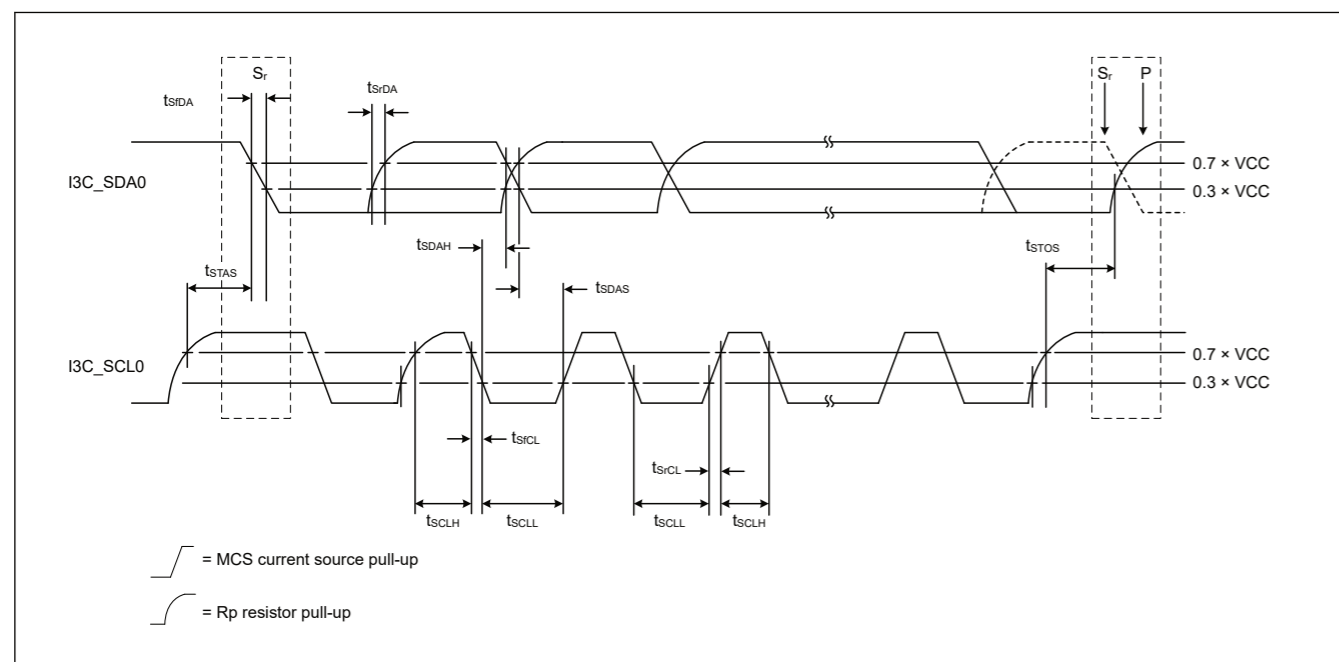 Sr
tSfDA
tSrDA
Sr
P
0.7 × VCC
I3C_SDA0
0.3 × VCC
tSDAH
tSTOS
tSTAS
tSDAS
I3C_SCL0
0.7 × VCC
0.3 × VCC
tSfCL
tSrCL
tSCLH
tSCLL
tSCLL
tSCLH
= MCS current source pull-up
= Rp resistor pull-up